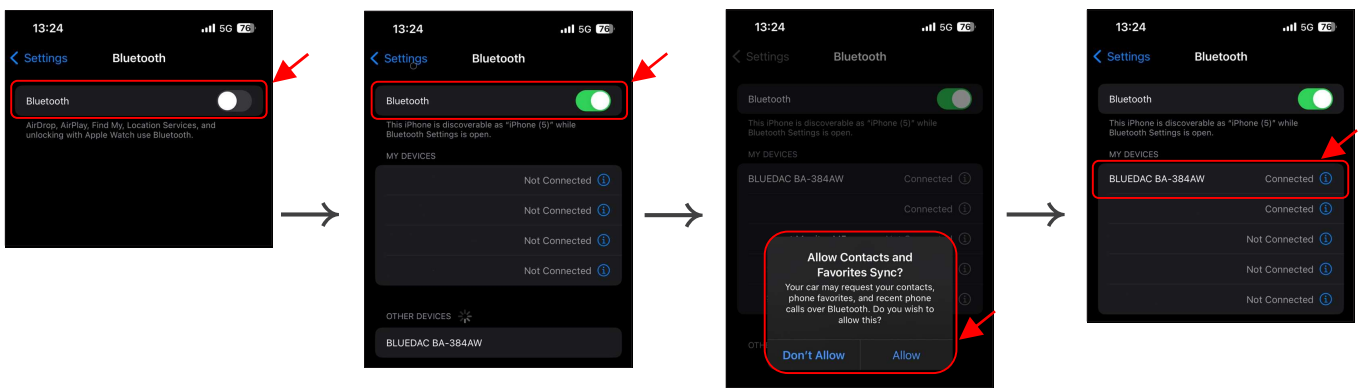 13:24
5G 76
Settings
Bluetooth
Bluetooth
AirDrop, AirPlay, Find My, Location Services, and
unlocking with Apple Watch use Bluetooth.
13:24
5G 76
Settings
Bluetooth
Bluetooth
This iPhone is discoverable as "iPhone (5)" while
Bluetooth Settings is open.
MY DEVICES
Not Connected
Not Connected
Not Connected
Not Connected
OTHER DEVICES
BLUEDAC BA-384AW
13:24
5G 76
Settings
Bluetooth
Bluetooth
This iPhone is discoverable as "iPhone (5)" while
Bluetooth Settings is open.
MY DEVICES
BLUEDAC BA-384AW Connected
Connected
Allow Contacts and
Favorites Sync?
Your car may request your contacts,
phone favorites, and recent phone
calls over Bluetooth. Do you wish to
allow this?
Don't Allow
Allow
13:24
5G 76
Settings
Bluetooth
Bluetooth
This iPhone is discoverable as "iPhone (5)" while
Bluetooth Settings is open.
MY DEVICES
BLUEDAC BA-384AW Connected
Connected
Not Connected
Not Connected
Not Connected